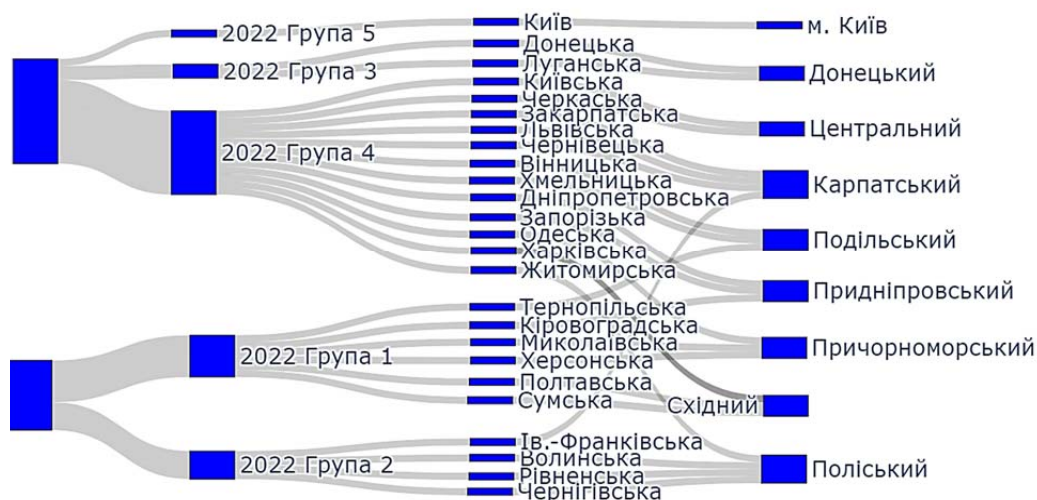 2022 Група 5
2022 Група 3
2022 Група 4
2022 Група 1
2022 Група 2
Київ
Донецька
Луганська
Київська
Черкаська
Закарпатська
Львівська
Чернівецька
Вінницька
Хмельницька
Дніпропетровська
Запорізька
Одеська
Харківська
Житомирська
Тернопільська
Кіровоградська
Миколаївська
Херсонська
Полтавська
Сумська
Ів.-Франківська
Волинська
Рівненська
Чернігівська
м. Київ
Донецький
Центральний
Карпатський
Подільський
Придніпровський
Причорноморський
Східний
Поліський